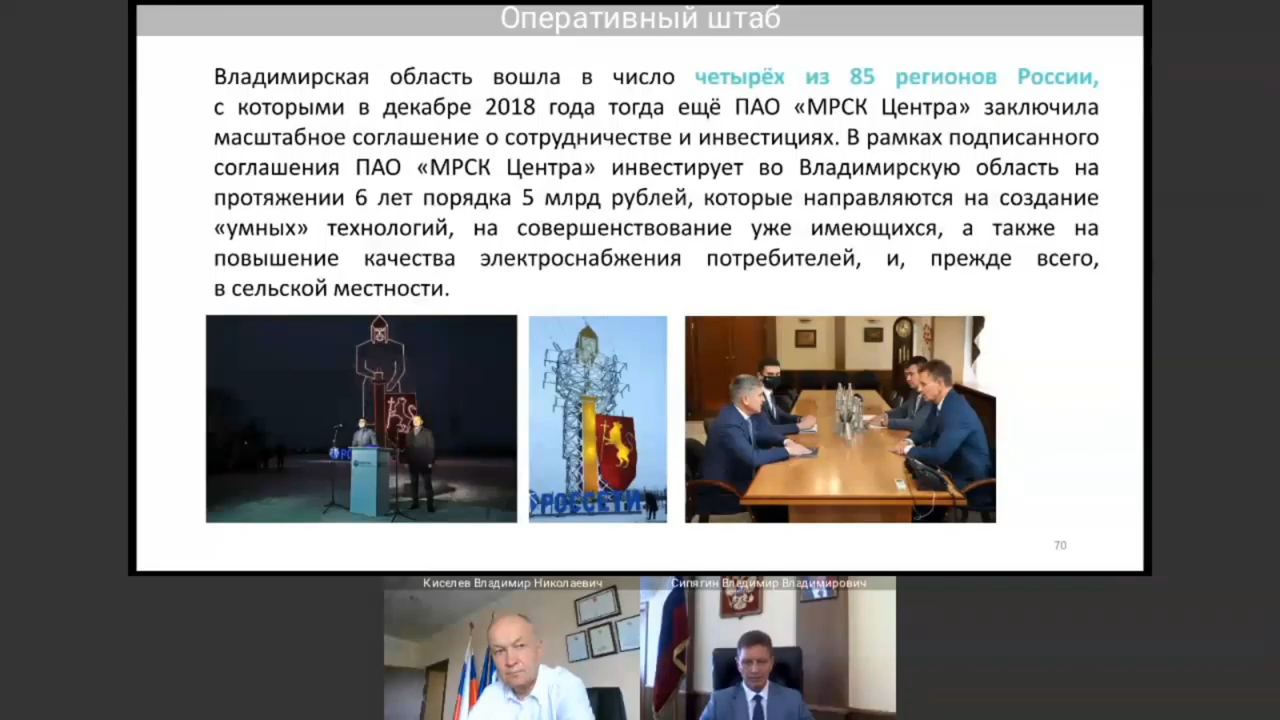 Оперативный штаб
Владимирская область вошла в число четырёх из 85 регионов России,
с которыми в декабре 2018 года тогда ещё ПАО «МРСК Центра» заключила
масштабное соглашение о сотрудничестве и инвестициях. В рамках подписанного
соглашения ПАО «МРСК Центра» инвестирует во Владимирскую область на
протяжении 6 лет порядка 5 млрд рублей, которые направляются на создание
«умных» технологий, на совершенствование уже имеющихся, а также на
повышение качества электроснабжения потребителей, и, прежде всего,
в сельской местности.
РОССЕТИ
70
Киселев Владимир Николаевич
Сипягин Владимир Владимирович